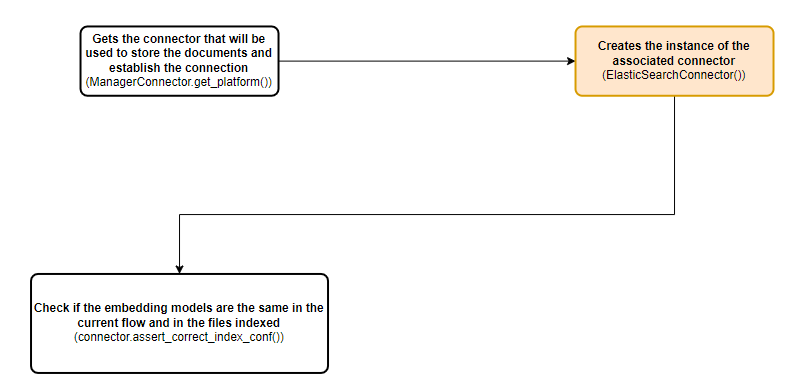 Gets the connector that will be
used to store the documents and
establish the connection
(ManagerConnector.get_platform())
Creates the instance of the
associated connector
(ElasticSearchConnector())
Check if the embedding models are the same in the
current flow and in the files indexed
(connector.assert_correct_index_conf())